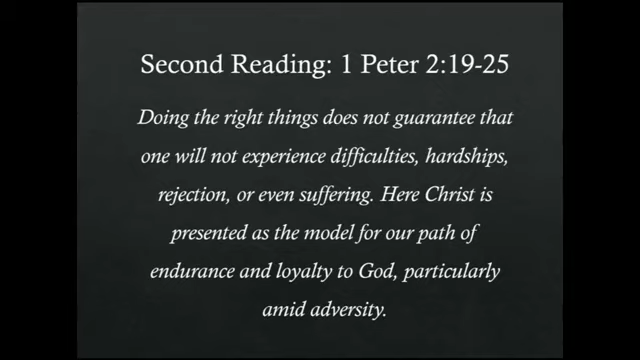 Second Reading: 1 Peter 2:19-25
Doing the right things does not guarantee that
one will not experience difficulties, hardships,
rejection, or even suffering. Here Christ is
presented as the model for our path of
endurance and loyalty to God, particularly
amid adversity.